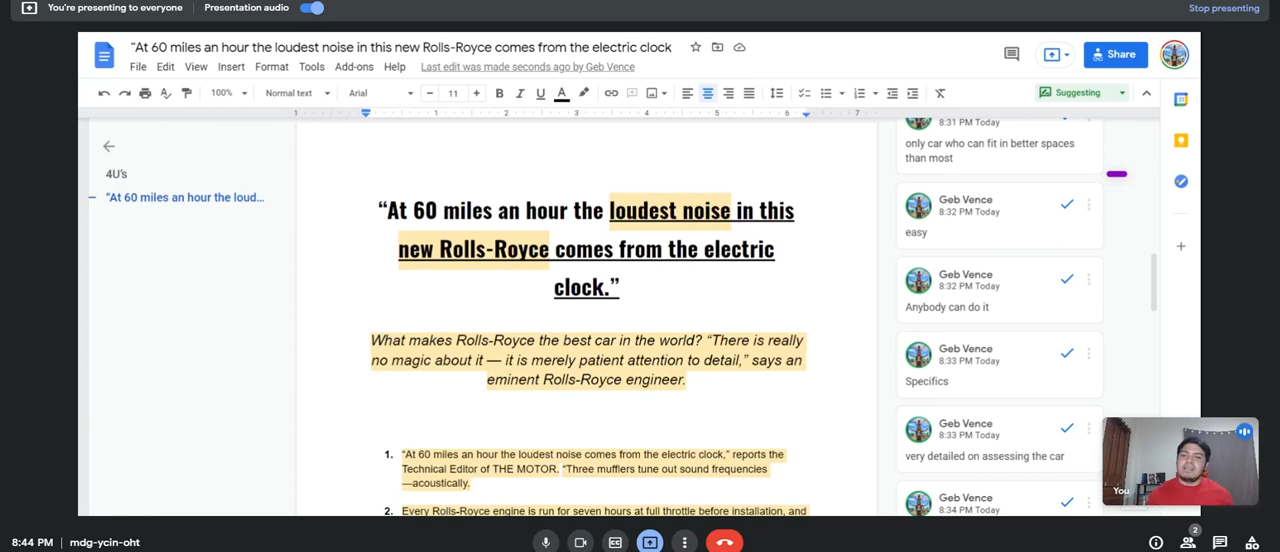 You're presenting to everyone
Presentation audio
Stop presenting
"At 60 miles an hour the loudest noise in this new Rolls-Royce comes from the electric clock
File Edit View Insert Format Tools Add-ons Help Last edit was made seconds ago by Geb Vence
Share
100% Normal text Arial 11
Suggesting
1 1 2 3 4 5 6 7
4U's
"At 60 miles an hour the loud...
“At 60 miles an hour the loudest noise in this
new Rolls-Royce comes from the electric
clock.”
What makes Rolls-Royce the best car in the world? “There is really
no magic about it — it is merely patient attention to detail,” says an
eminent Rolls-Royce engineer.
1. “At 60 miles an hour the loudest noise comes from the electric clock,” reports the
Technical Editor of THE MOTOR. “Three mufflers tune out sound frequencies
—acoustically.
2. Every Rolls-Royce engine is run for seven hours at full throttle before installation, and
8:31 PM Today
only car who can fit in better spaces
than most
Geb Vence
8:32 PM Today
easy
Geb Vence
8:32 PM Today
Anybody can do it
Geb Vence
8:33 PM Today
Specifics
Geb Vence
8:33 PM Today
very detailed on assessing the car
Geb Vence
8:34 PM Today
You
8:44 PM mdg-ycin-oht
2